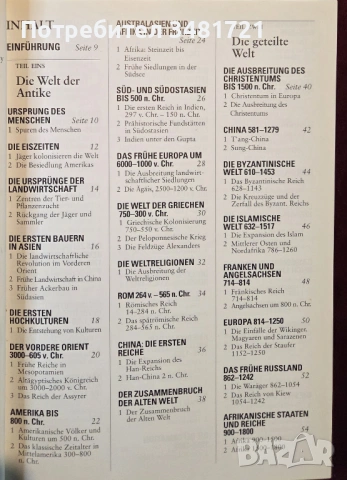 INHALT
EINFÜHRUNG Seite 9
TEIL EINS
Die Welt der
Antike
URSPRUNG DES
MENSCHEN Seite 10
1 Spuren des Menschen
DIE EISZEITEN 12
1 Jäger kolonisieren die Welt
2 Die Besiedlung Amerikas
DIE URSPRÜNGE DER
LANDWIRTSCHAFT 14
1 Zentren der Tier- und
Pflanzenzucht
2 Rückgang der Jäger und
Sammler
DIE ERSTEN BAUERN
IN ASIEN 16
1 Die landwirtschaftliche
Revolution im Vorderen
Orient
2 Frühe Landwirtschaft in China
3 Früher Ackerbau in
Südasien
DIE ERSTEN
HOCHKULTUREN 18
1 Die Entstehung von Kulturen
DER VORDERE ORIENT
3000–605 v. Chr. 20
1 Frühe Reiche in
Mesopotamien
2 Altägyptisches Königreich
um 3000–2000 v. Chr.
3 Das Reich der Assyrer
AMERIKA BIS
800 n. Chr. 22
1 Amerikanische Völker und
Kulturen um 500 n. Chr.
2 Das klassische Zeitalter in
Mittelamerika 300–800
AUSTRALASIEN UND
AFRIKA IN DER FRÜHZEIT
Seite 24
1 Afrika: Steinzeit bis
Eisenzeit
2 Frühe Siedlungen in der
Südsee
SÜD- UND SÜDOSTASIEN
BIS 500 n. Chr. 26
1 Die ersten Reich in Indien,
297 v. Chr. – 150 n. Chr.
2 Prähistorische Fundstätten
in Südostasien
3 Indien unter den Gupta
DAS FRÜHE EUROPA UM
6000–1000 v. Chr. 28
1 Die Ausbreitung landwirt-
schaftlicher Siedlungen
2 Die Ägäis, 2500–1200 v. Chr.
DIE WELT DER GRIECHEN
750–300 v. Chr. 30
1 Griechische Kolonisierung
750–550 v. Chr.
2 Der Peloponnesische Krieg
3 Die Feldzüge Alexanders
DIE WELTRELIGIONEN 32
1 Die Ausbreitung der
Weltreligionen
ROM 264 v. – 565 n. Chr. 34
1 Römisches Reich
14–284 n. Chr.
2 Das spätrömische Reich
284–565 n. Chr.
CHINA: DIE ERSTEN
REICHE 36
1 Die Expansion des
Han-Reichs
2 Han-China 2 n. Chr.
DER ZUSAMMENBRUCH
DER ALTEN WELT 38
1 Der Zusammenbruch
der Alten Welt
TEIL ZWEI
Die geteilte
Welt
DIE AUSBREITUNG DES
CHRISTENTUMS
BIS 1500 n. Chr. Seite 40
1 Christentum in Europa
2 Die Ausbreitung des
Christentums
CHINA 581–1279 42
1 T'ang-China
2 Sung-China
DIE BYZANTINISCHE
WELT 610–1453 44
1 Das Byzantinische Reich
628–1143
2 Die Kreuzzüge und der
Zerfall des Byzant. Reichs
DIE ISLAMISCHE
WELT 632–1517 46
1 Die Expansion des Islam
2 Mittlerer Osten und
Nordafrika 786–1260
FRANKEN UND
ANGELSACHSEN
714–814 48
1 Frankenreich
714–814
2 Angelsachsen um 800 n. Chr.
EUROPA 814–1250 50
1 Die Einfälle der Wikinger,
Magyaren und Sarazenen
2 Das Reich der Staufer
1152–1250
DAS FRÜHE RUSSLAND
862–1242 52
1 Die Waräger 862–1054
2 Das Reich von Kiew
1054–1242
AFRIKANISCHE STAATEN
UND REICHE
900–1800 54
1 Afrika 900–1500